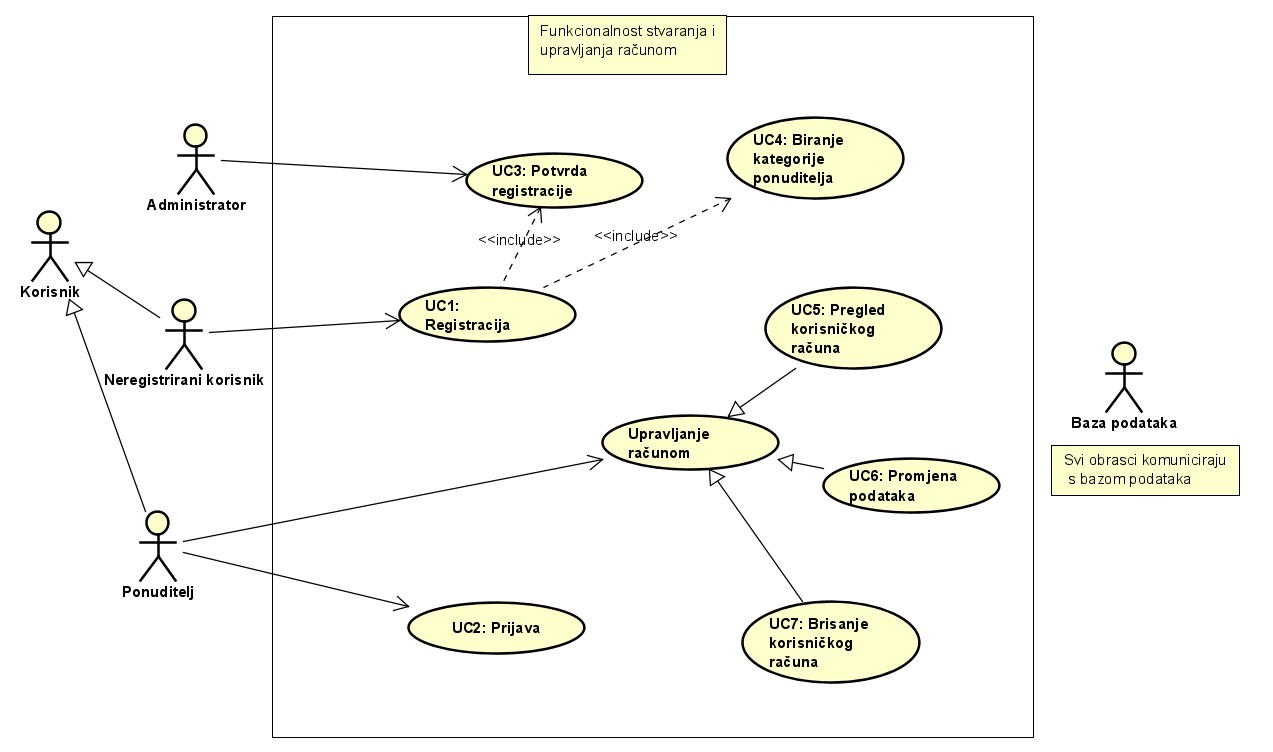 Funkcionalnost stvaranja i
upravljanja računom
Administrator
UC3: Potvrda
registracije
UC4: Biranje
kategorije
ponuditelja
<<include>>
<<include>>
Korisnik
Neregistrirani korisnik
UC1:
Registracija
UC5: Pregled
korisničkog
računa
Baza podataka
Svi obrasci komuniciraju
s bazom podataka
Upravljanje
računom
UC6: Promjena
podataka
Ponuditelj
UC2: Prijava
UC7: Brisanje
korisničkog
računa